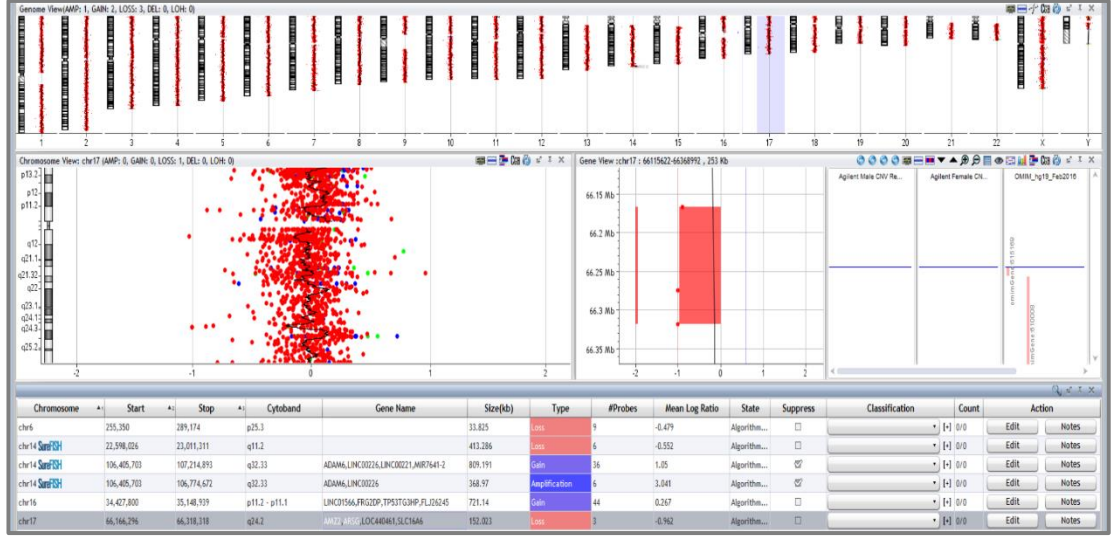 Genome View(AMP: 1, GAIN: 2, LOSS: 3, DEL: 0, LOH: 0)
1 2 3 4 5 6 7 8 9 10 11 12 13 14 15 16 17 18 19 20 21 22 X Y
Chromosome View: chr17 (AMP: 0, GAIN: 0, LOSS: 1, DEL: 0, LOH: 0)
p13.2
p12
p11.2
q12
q21.1
q21.32
q22
q23.1
q24.1
q24.3
q25.2
-2 -1 0 1 2
Gene View :chr17 : 66115622-66368992 , 253 Kb
66.15 Mb
66.2 Mb
66.25 Mb
66.3 Mb
66.35 Mb
-2 -1 0 1 2
Agilent Male CNV Re... Agilent Female CN... OMIM_hg19_Feb2016
Chromosome Start Stop Cytoband Gene Name Size(kb) Type #Probes Mean Log Ratio State Suppress Classification Count Action
chr6 255,350 289,174 p25.3 33.825 Loss 9 -0.479 Algorithm... [+] 0/0 Edit Notes
chr14 SureFISH 22,598,026 23,011,311 q11.2 413.286 Loss 6 -0.552 Algorithm... [+] 0/0 Edit Notes
chr14 SureFISH 106,405,703 107,214,893 q32.33 ADAM6,LINC00226,LINC00221,MIR7641-2 809.191 Gain 36 1.05 Algorithm... [+] 0/0 Edit Notes
chr14 SureFISH 106,405,703 106,774,672 q32.33 ADAM6,LINC00226 368.97 Amplification 6 3.041 Algorithm... [+] 0/0 Edit Notes
chr16 34,427,800 35,148,939 p11.2 - p11.1 LINC01566,FRG2DP,TP53TG3HP,FLJ26245 721.14 Gain 44 0.267 Algorithm... [+] 0/0 Edit Notes
chr17 66,166,296 66,318,318 q24.2 AMZ2,ARSG,LOC440461,SLC16A6 152.023 Loss 3 -0.962 Algorithm... [+] 0/0 Edit Notes